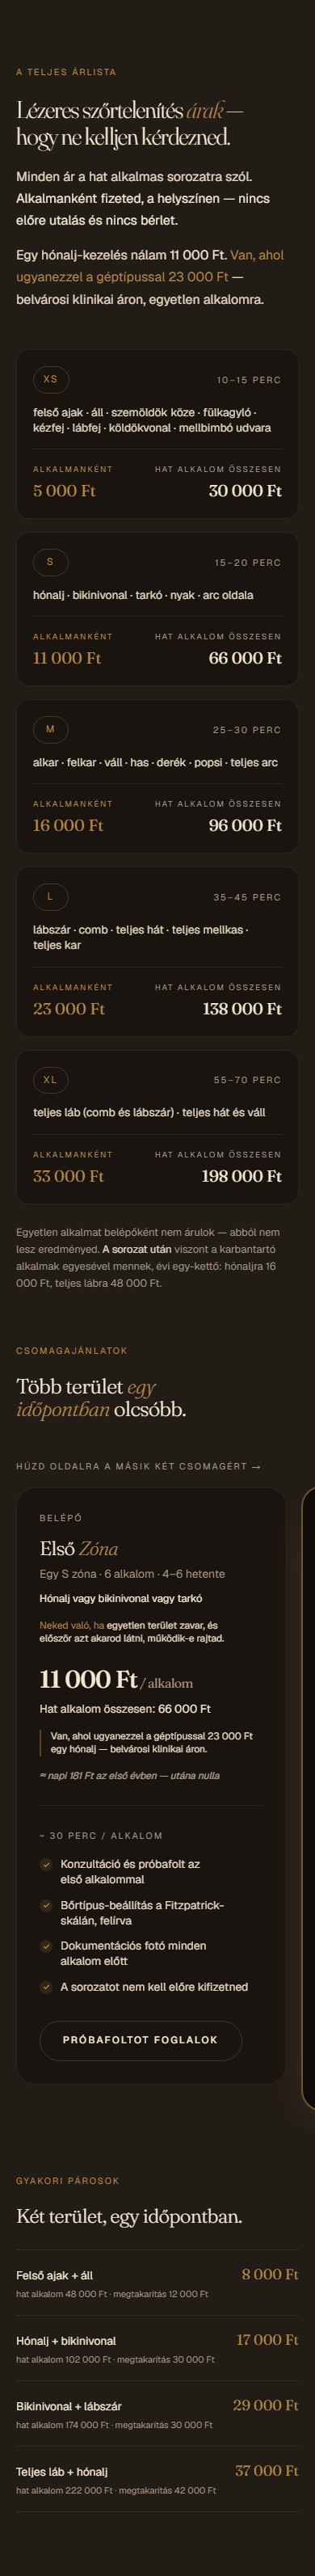 A TELJES ÁRLISTA
Lézeres szőrtelenítés árak —
hogy ne kelljen kérdezned.
Minden ár a hat alkalmas sorozatra szól.
Alkalmanként fizeted, a helyszínen — nincs
előre utalás és nincs bérlet.
Egy hónalj-kezelés nálam 11 000 Ft. Van, ahol
ugyanezzel a géptípussal 23 000 Ft —
belvárosi klinikai áron, egyetlen alkalomra.
XS
10–15 PERC
felső ajak · áll · szemöldök köze · fülkagyló ·
kézfej · lábfej · köldökvonal · mellbimbó udvara
ALKALMANKÉNT
HAT ALKALOM ÖSSZESEN
5 000 Ft
30 000 Ft
S
15–20 PERC
hónalj · bikinivonal · tarkó · nyak · arc oldala
ALKALMANKÉNT
HAT ALKALOM ÖSSZESEN
11 000 Ft
66 000 Ft
M
25–30 PERC
alkar · felkar · váll · has · derék · popsi · teljes arc
ALKALMANKÉNT
HAT ALKALOM ÖSSZESEN
16 000 Ft
96 000 Ft
L
35–45 PERC
lábszár · comb · teljes hát · teljes mellkas ·
teljes kar
ALKALMANKÉNT
HAT ALKALOM ÖSSZESEN
23 000 Ft
138 000 Ft
XL
55–70 PERC
teljes láb (comb és lábszár) · teljes hát és váll
ALKALMANKÉNT
HAT ALKALOM ÖSSZESEN
33 000 Ft
198 000 Ft
Egyetlen alkalmat belépőként nem árulok — abból nem
lesz eredményed. A sorozat után viszont a karbantartó
alkalmak egyesével mennek, évi egy-kettő: hónaljra 16
000 Ft, teljes lábra 48 000 Ft.
CSOMAGAJÁNLATOK
Több terület egy
időpontban olcsóbb.
HÚZD OLDALRA A MÁSIK KÉT CSOMAGÉRT →
BELÉPŐ
Első Zóna
Egy S zóna · 6 alkalom · 4–6 hetente
Hónalj vagy bikinivonal vagy tarkó
Neked való, ha egyetlen terület zavar, és
először azt akarod látni, működik-e rajtad.
11 000 Ft / alkalom
Hat alkalom összesen: 66 000 Ft
Van, ahol ugyanezzel a géptípussal 23 000 Ft
egy hónalj — belvárosi klinikai áron.
≈ napi 181 Ft az első évben — utána nulla
~ 30 PERC / ALKALOM
Konzultáció és próbafolt az
első alkalommal
Bőrtípus-beállítás a Fitzpatrick-
skálán, felírva
Dokumentációs fotó minden
alkalom előtt
A sorozatot nem kell előre kifizetned
PRÓBAFOLTOT FOGLALOK
GYAKORI PÁROSOK
Két terület, egy időpontban.
Felső ajak + áll
8 000 Ft
hat alkalom 48 000 Ft · megtakarítás 12 000 Ft
Hónalj + bikinivonal
17 000 Ft
hat alkalom 102 000 Ft · megtakarítás 30 000 Ft
Bikinivonal + lábszár
29 000 Ft
hat alkalom 174 000 Ft · megtakarítás 30 000 Ft
Teljes láb + hónalj
37 000 Ft
hat alkalom 222 000 Ft · megtakarítás 42 000 Ft